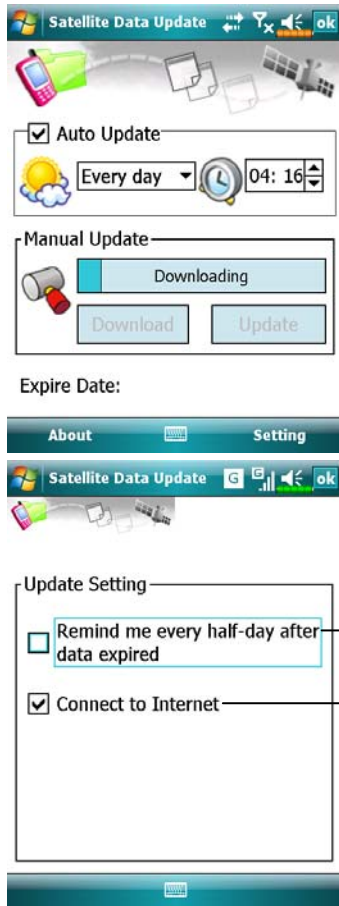 Satellite Data Update ok
Auto Update
Every day 04: 16
Manual Update
Downloading
Download Update
Expire Date:
About Setting
Satellite Data Update G G ok
Update Setting
Remind me every half-day after
data expired
Connect to Internet